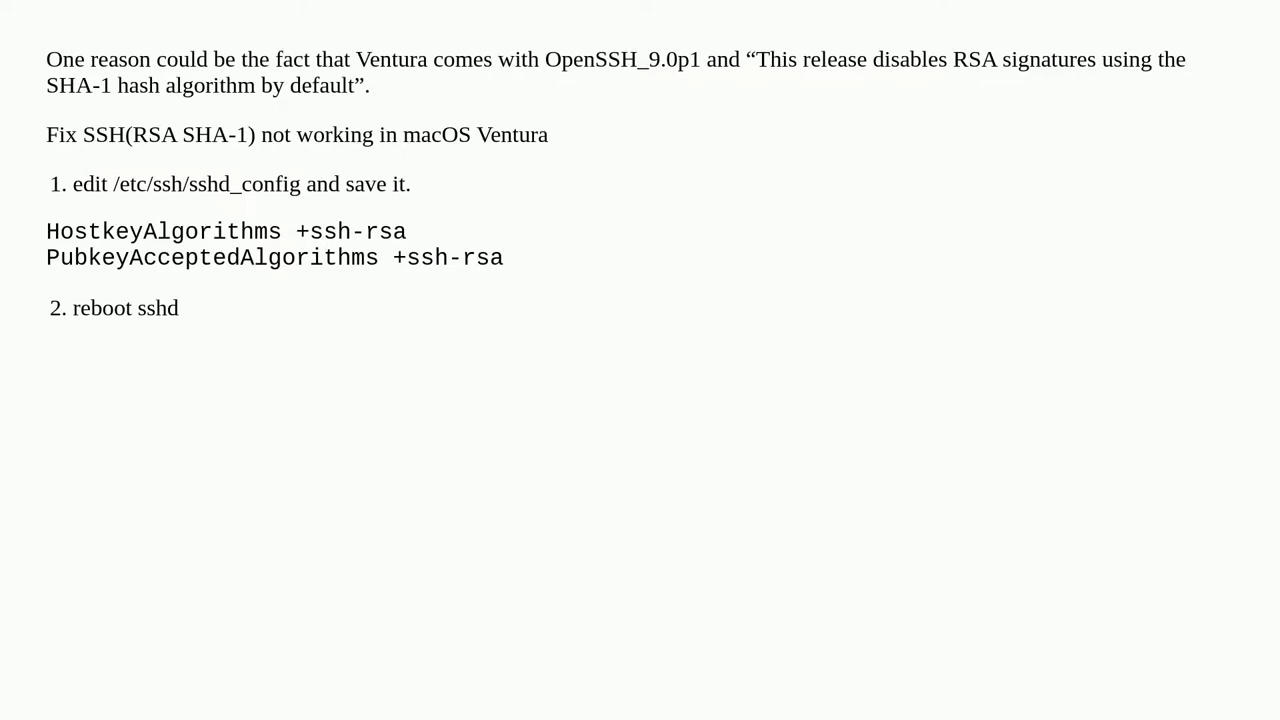 One reason could be the fact that Ventura comes with OpenSSH_9.0p1 and “This release disables RSA signatures using the
SHA-1 hash algorithm by default”.
Fix SSH(RSA SHA-1) not working in macOS Ventura
1. edit /etc/ssh/sshd_config and save it.
HostkeyAlgorithms +ssh-rsa
PubkeyAcceptedAlgorithms +ssh-rsa
2. reboot sshd